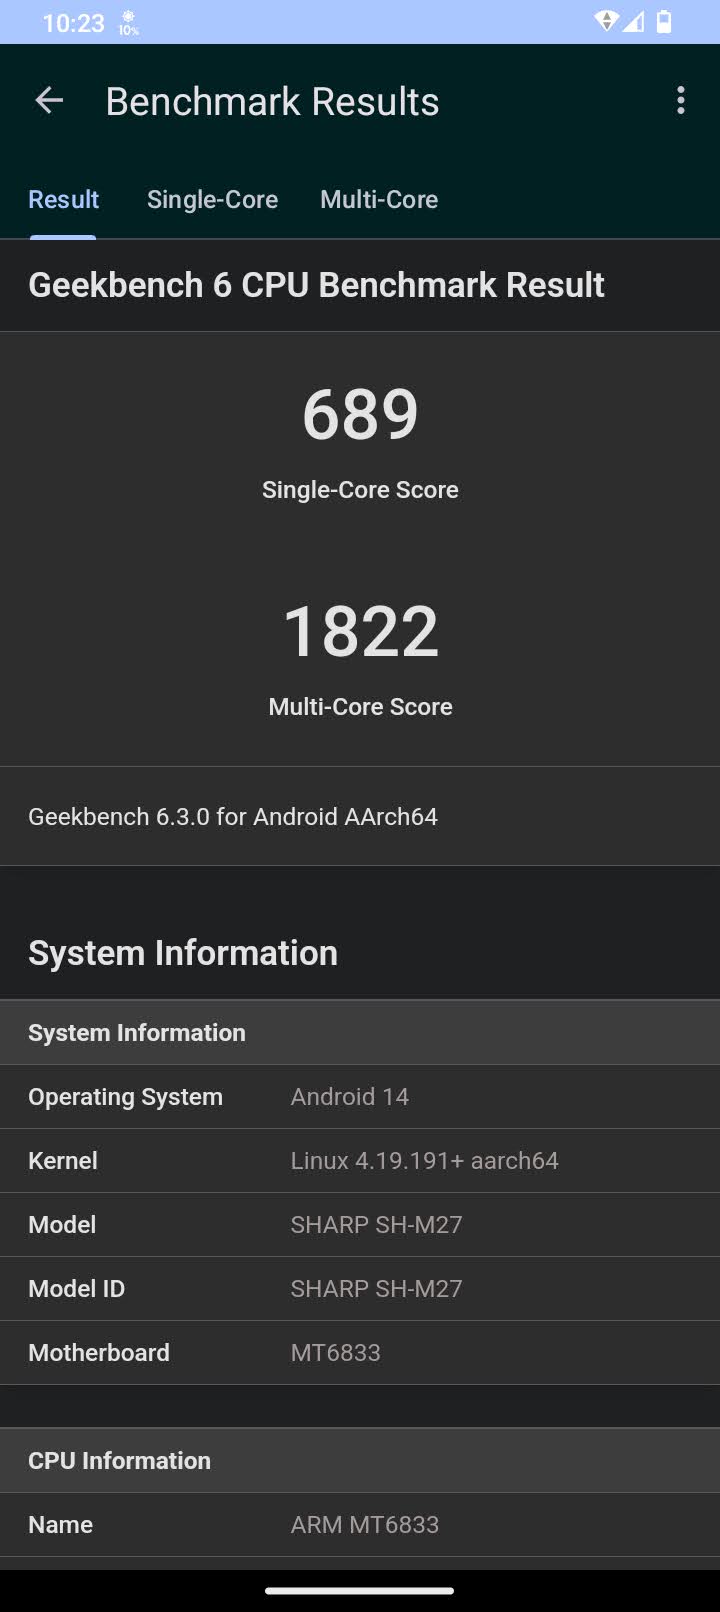 10:23 10%
Benchmark Results
Result Single-Core Multi-Core
Geekbench 6 CPU Benchmark Result
689
Single-Core Score
1822
Multi-Core Score
Geekbench 6.3.0 for Android AArch64
System Information
System Information
Operating System Android 14
Kernel Linux 4.19.191+ aarch64
Model SHARP SH-M27
Model ID SHARP SH-M27
Motherboard MT6833
CPU Information
Name ARM MT6833